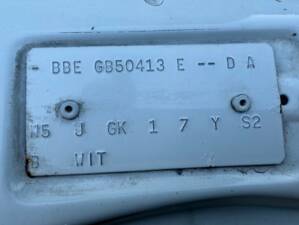 - BBE GB50413 E -- D A
J GK 1 7 Y S2
B WIT